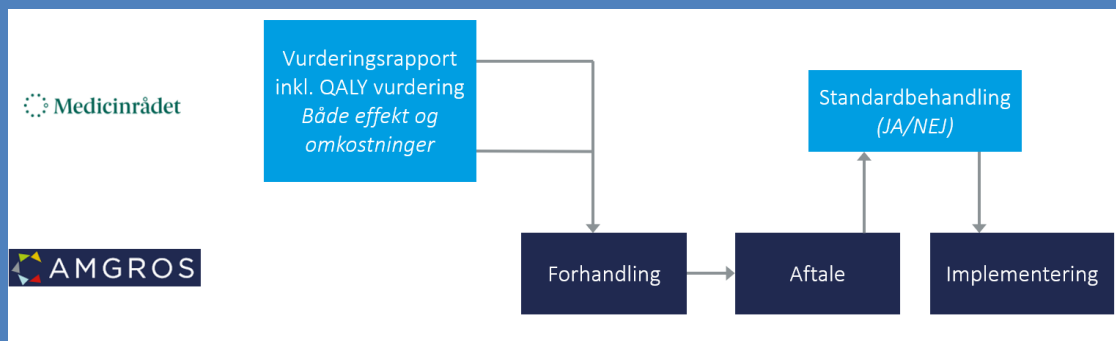 Vurderingsrapport
inkl. QALY vurdering
Både effekt og
omkostninger
Medicinrådet
Standardbehandling
(JA/NEJ)
AMGROS
Forhandling
Aftale
Implementering